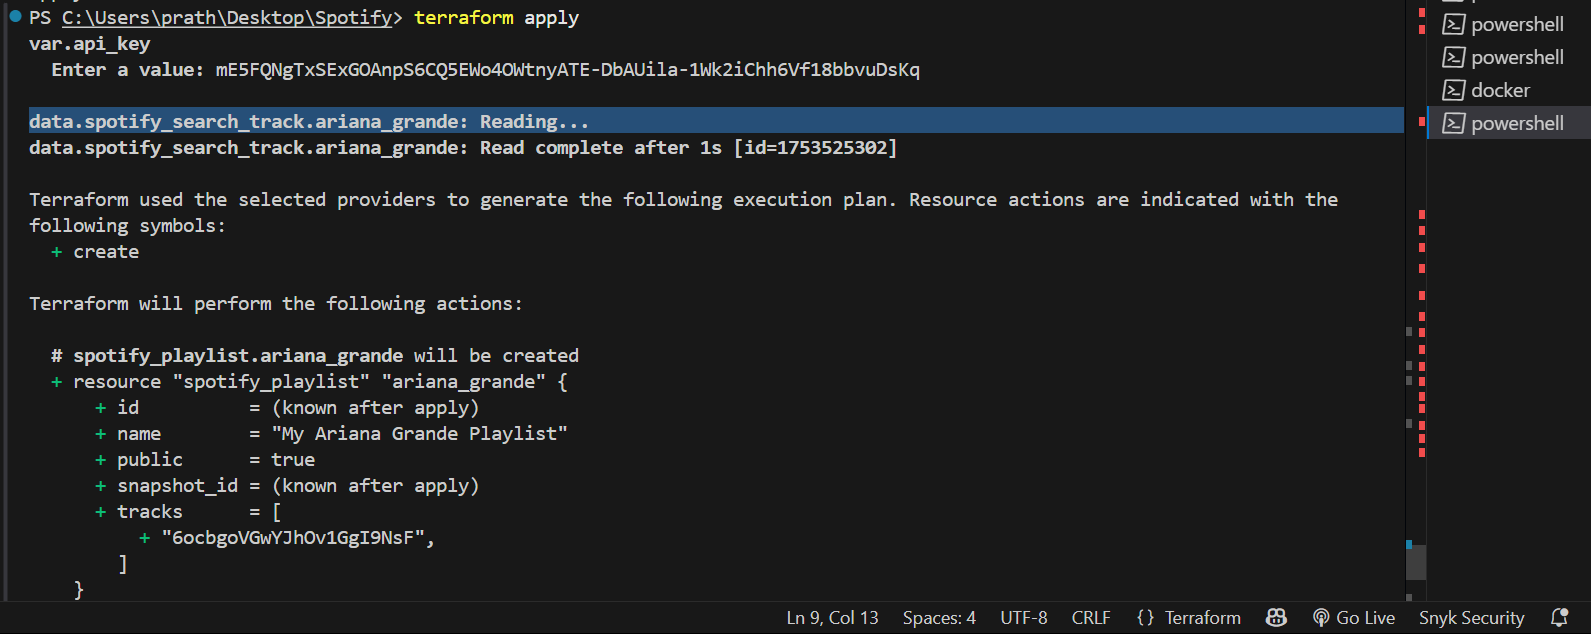 PS C:\Users\prath\Desktop\Spotify> terraform apply
var.api_key
  Enter a value: mE5FQNgTxSExGOAnpS6CQ5EWo4OWtnyATE-DbAUila-1Wk2iChh6Vf18bbvuDsKq
data.spotify_search_track.ariana_grande: Reading...
data.spotify_search_track.ariana_grande: Read complete after 1s [id=1753525302]
Terraform used the selected providers to generate the following execution plan. Resource actions are indicated with the
following symbols:
  + create
Terraform will perform the following actions:
  # spotify_playlist.ariana_grande will be created
  + resource "spotify_playlist" "ariana_grande" {
      + id          = (known after apply)
      + name        = "My Ariana Grande Playlist"
      + public      = true
      + snapshot_id = (known after apply)
      + tracks      = [
          + "6ocbgoVGwYJhOv1GgI9NsF",
        ]
    }
powershell
powershell
docker
powershell
Ln 9, Col 13 Spaces: 4 UTF-8 CRLF {} Terraform Go Live Snyk Security